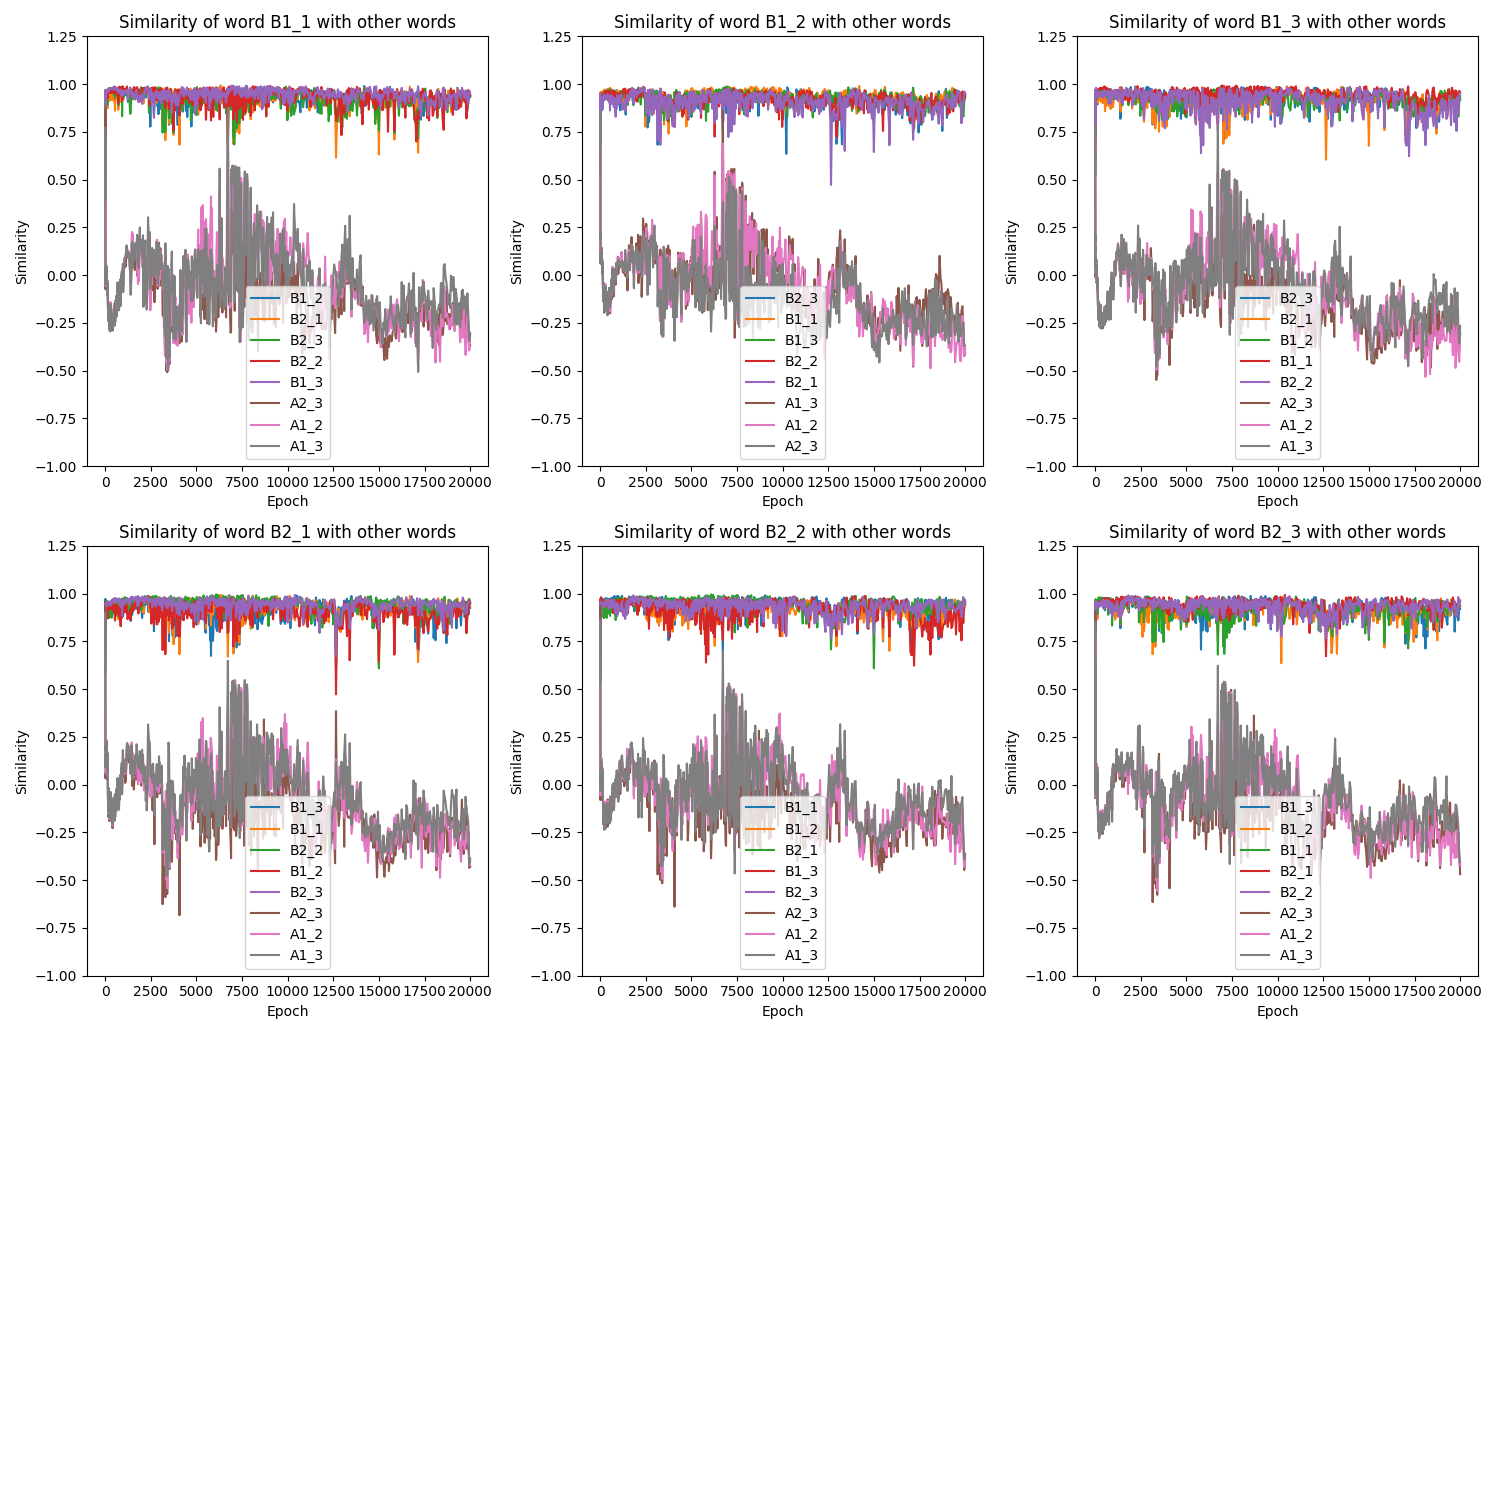 Similarity of word B1_1 with other words
Similarity
1.25
1.00
0.75
0.50
0.25
0.00
−0.25
−0.50
−0.75
−1.00
B1_2
B2_1
B2_3
B2_2
B1_3
A2_3
A1_2
A1_3
0 2500 5000 7500 10000 12500 15000 17500 20000
Epoch
Similarity of word B1_2 with other words
Similarity
1.25
1.00
0.75
0.50
0.25
0.00
−0.25
−0.50
−0.75
−1.00
B2_3
B1_1
B1_3
B2_2
B2_1
A1_3
A1_2
A2_3
0 2500 5000 7500 10000 12500 15000 17500 20000
Epoch
Similarity of word B1_3 with other words
Similarity
1.25
1.00
0.75
0.50
0.25
0.00
−0.25
−0.50
−0.75
−1.00
B2_3
B2_1
B1_2
B1_1
B2_2
A2_3
A1_2
A1_3
0 2500 5000 7500 10000 12500 15000 17500 20000
Epoch
Similarity of word B2_1 with other words
Similarity
1.25
1.00
0.75
0.50
0.25
0.00
−0.25
−0.50
−0.75
−1.00
B1_3
B1_1
B2_2
B1_2
B2_3
A2_3
A1_2
A1_3
0 2500 5000 7500 10000 12500 15000 17500 20000
Epoch
Similarity of word B2_2 with other words
Similarity
1.25
1.00
0.75
0.50
0.25
0.00
−0.25
−0.50
−0.75
−1.00
B1_1
B1_2
B2_1
B1_3
B2_3
A2_3
A1_2
A1_3
0 2500 5000 7500 10000 12500 15000 17500 20000
Epoch
Similarity of word B2_3 with other words
Similarity
1.25
1.00
0.75
0.50
0.25
0.00
−0.25
−0.50
−0.75
−1.00
B1_3
B1_2
B1_1
B2_1
B2_2
A2_3
A1_2
A1_3
0 2500 5000 7500 10000 12500 15000 17500 20000
Epoch